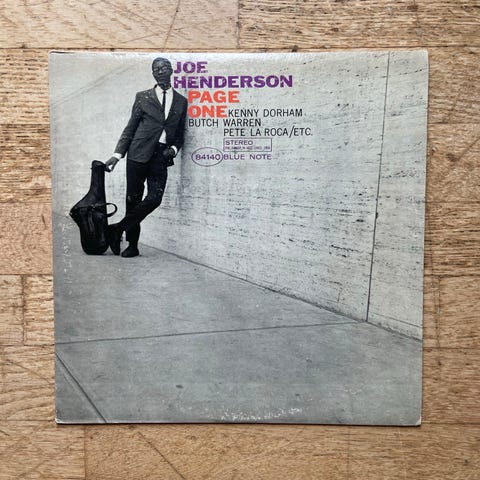 JOE
HENDERSON
PAGE
ONE KENNY DORHAM
BUTCH WARREN
PETE LA ROCA/ETC.
STEREO
84140 BLUE NOTE